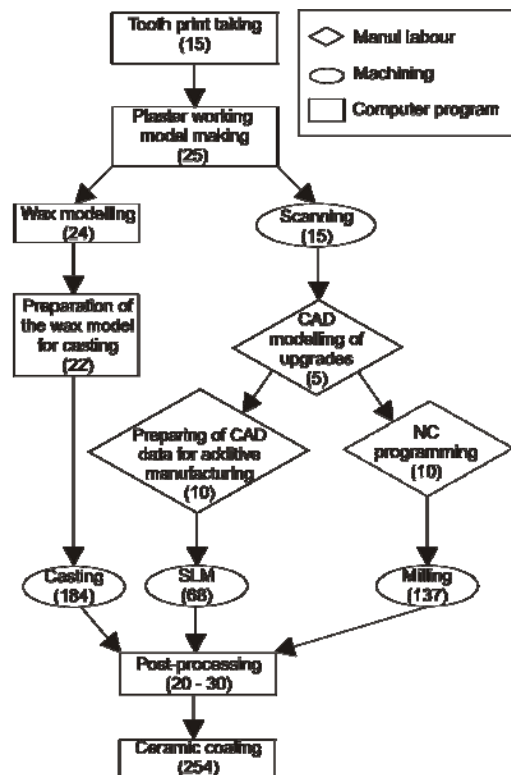 Tooth print taking
(15)
Manul labour
Machining
Computer program
Plaster working
model making
(25)
Wax modelling
(24)
Scanning
(15)
Preparation of
the wax model
for casting
(22)
CAD
modelling of
upgrades
(5)
Preparing of CAD
data for additive
manufacturing
(10)
NC
programming
(10)
Casting
(184)
SLM
(68)
Milling
(137)
Post-processing
(20 - 30)
Ceramic coating
(254)